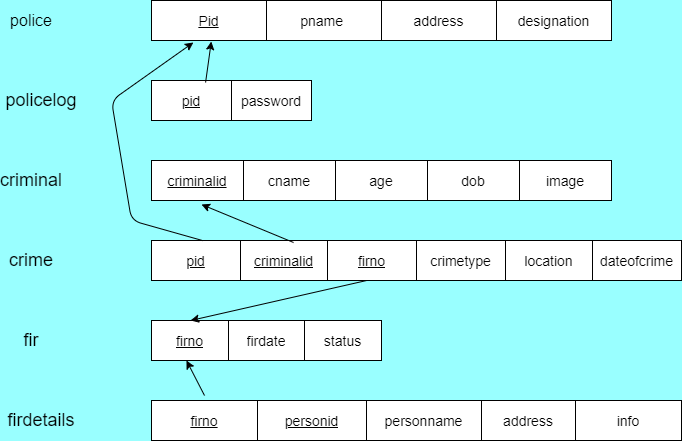 police Pid pname address designation
policelog pid password
criminal criminalid cname age dob image
crime pid criminalid firno crimetype location dateofcrime
fir firno firdate status
firdetails firno personid personname address info